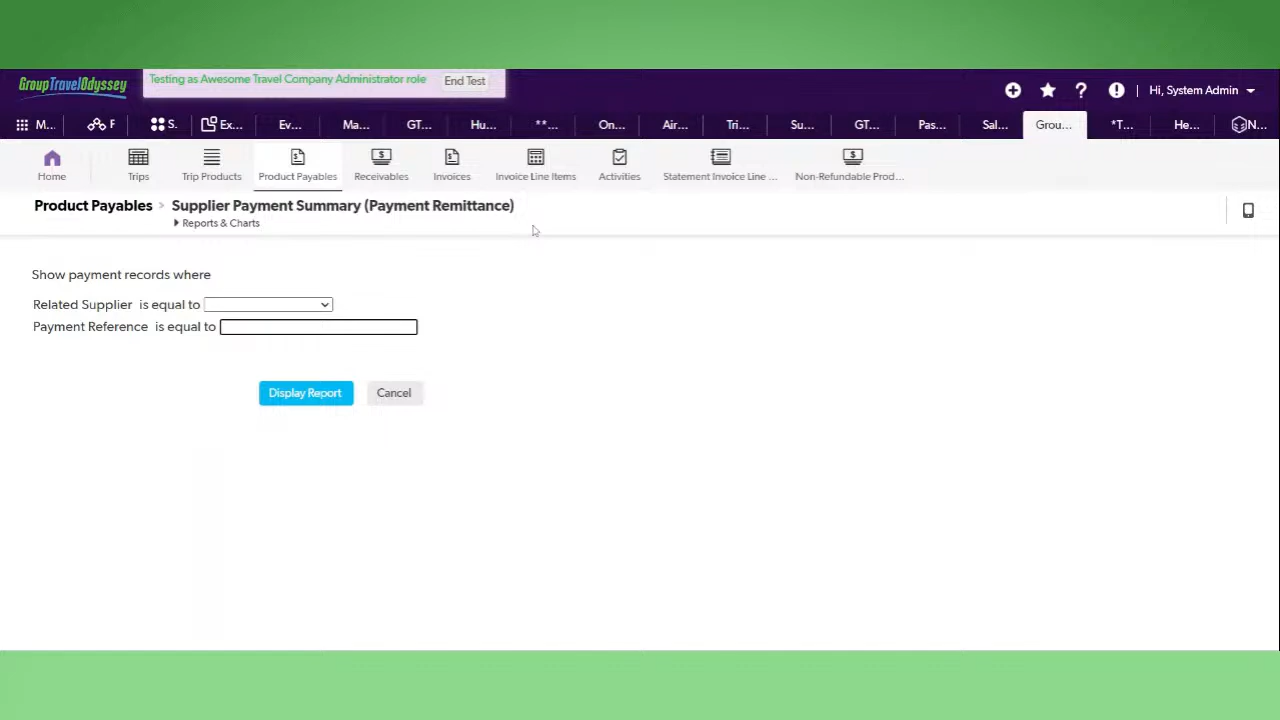 GroupTravelOdyssey
Testing as Awesome Travel Company Administrator role
End Test
Hi, System Admin
M...
F
S.
Ex...
Ev...
Ma...
GT...
Hu...
**...
On...
Air...
Tri...
Su...
GT...
Pas...
Sal...
Grou...
*T...
He...
N...
Home
Trips
Trip Products
Product Payables
Receivables
Invoices
Invoice Line Items
Activities
Statement Invoice Line ...
Non-Refundable Prod...
Product Payables > Supplier Payment Summary (Payment Remittance)
Reports & Charts
Show payment records where
Related Supplier is equal to
Payment Reference is equal to
Display Report
Cancel